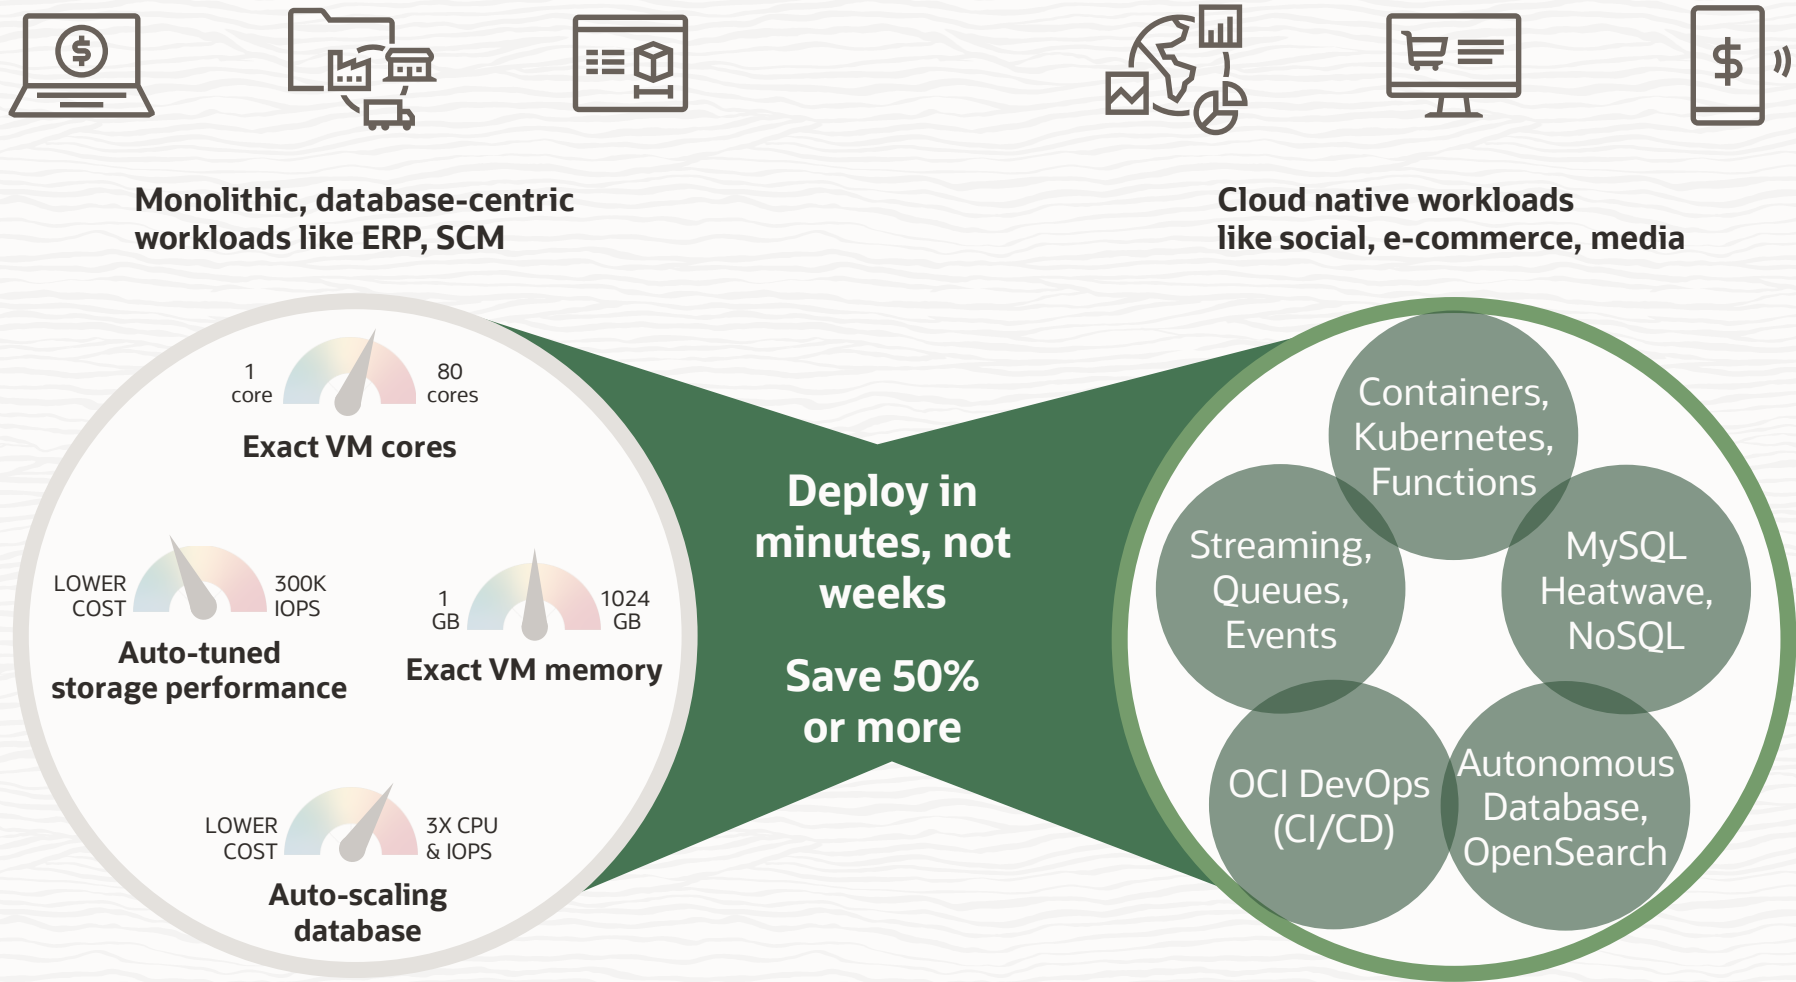 $
$
Monolithic, database-centric
workloads like ERP, SCM
Cloud native workloads
like social, e-commerce, media
1
core
80
cores
Exact VM cores
LOWER
COST
300K
IOPS
Auto-tuned
storage performance
1
GB
1024
GB
Exact VM memory
LOWER
COST
3X CPU
& IOPS
Auto-scaling
database
Deploy in
minutes, not
weeks
Save 50%
or more
Containers,
Kubernetes,
Functions
Streaming,
Queues,
Events
MySQL
Heatwave,
NoSQL
OCI DevOps
(CI/CD)
Autonomous
Database,
OpenSearch